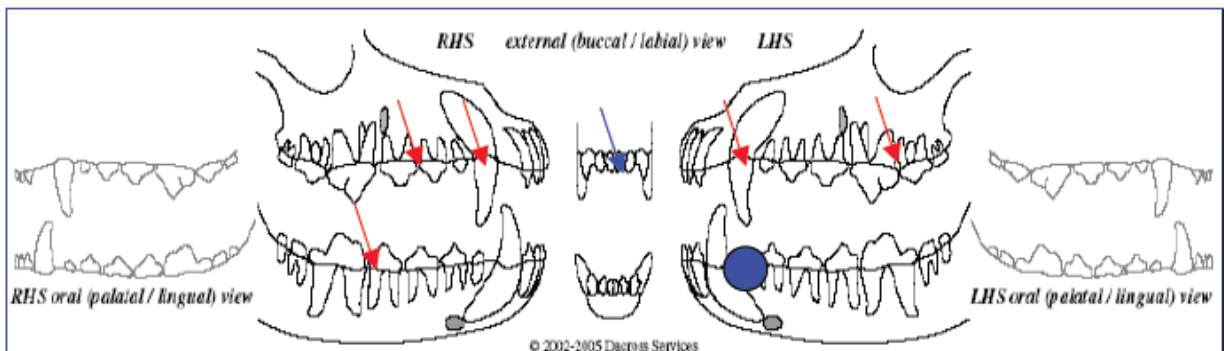 RHS external (buccal / labial) view LHS
RHS oral (palatal / lingual) view
LHS oral (palatal / lingual) view
© 2002-2005 Dacross Services